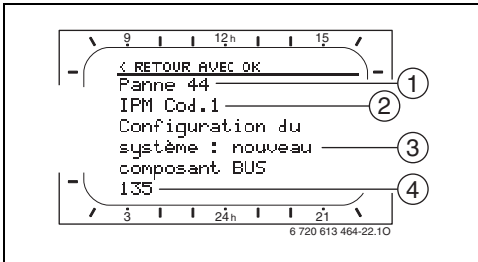 9 12h 15
< RETOUR AVEC OK
Panne 44
1
IPM Cod.1
2
Configuration du
système : nouveau
3
composant BUS
135
4
3 24h 21
6 720 613 464-22.1O